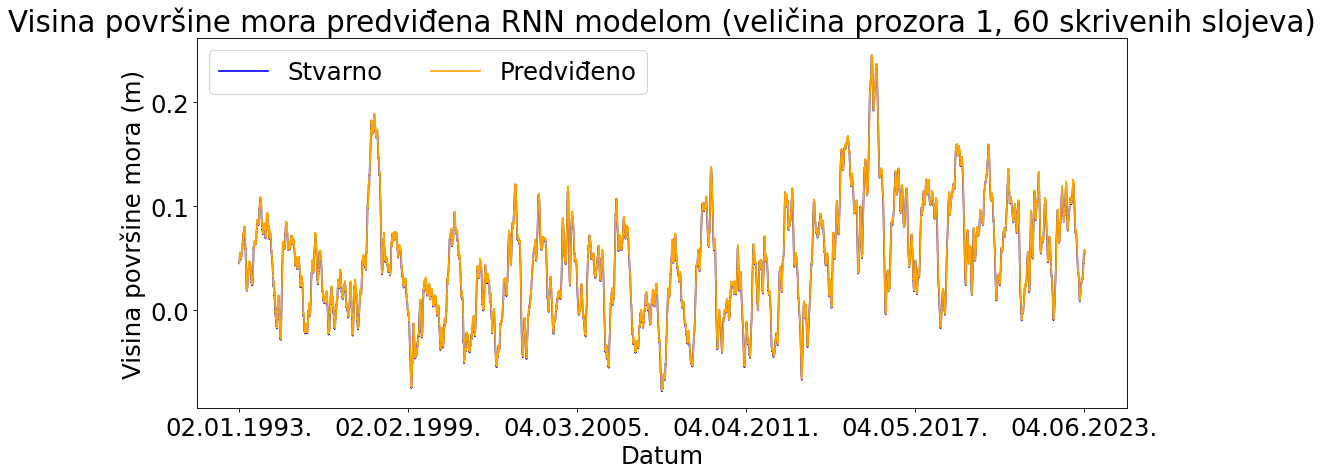 Visina površine mora predviđena RNN modelom (veličina prozora 1, 60 skrivenih slojeva)
Stvarno Predviđeno
Visina površine mora (m)
0.2
0.1
0.0
02.01.1993. 02.02.1999. 04.03.2005. 04.04.2011. 04.05.2017. 04.06.2023.
Datum